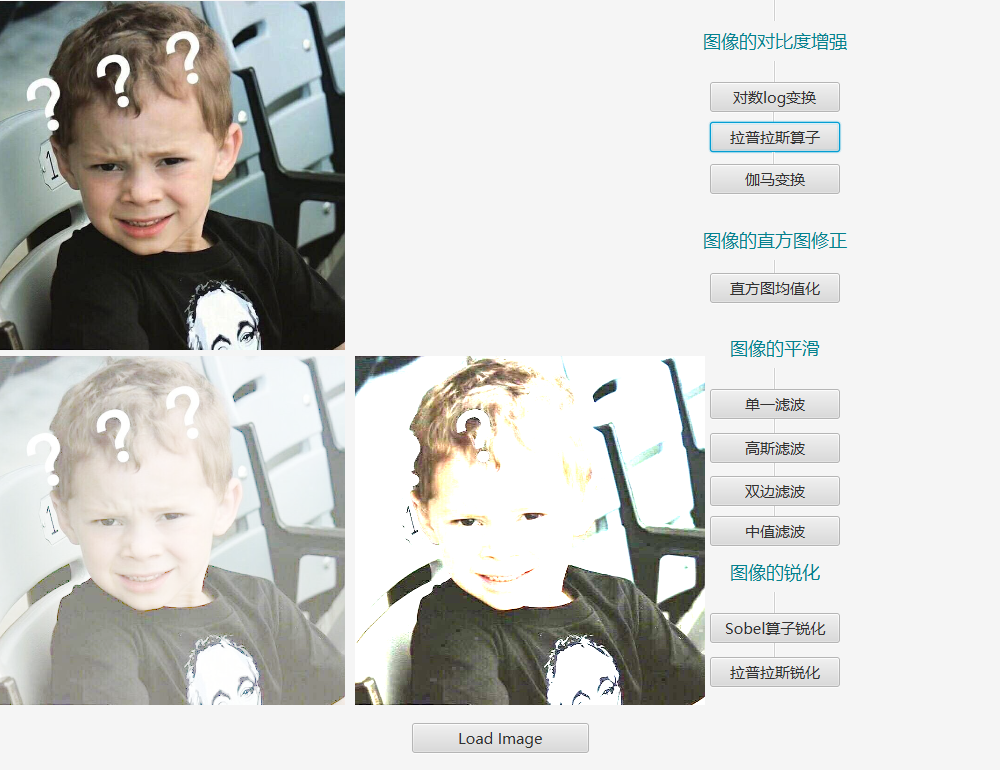 ? ? ?
1
图像的对比度增强
对数log变换
拉普拉斯算子
伽马变换
图像的直方图修正
直方图均值化
图像的平滑
? ? ?
1
?
1
单一滤波
高斯滤波
双边滤波
中值滤波
图像的锐化
Sobel算子锐化
拉普拉斯锐化
Load Image